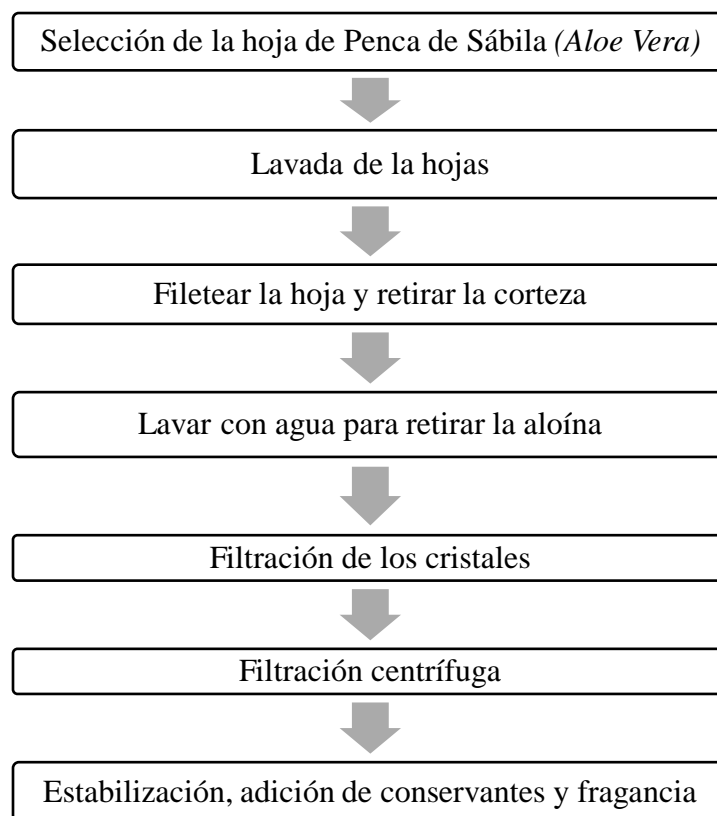 Selección de la hoja de Penca de Sábila (Aloe Vera)
Lavada de la hojas
Filetear la hoja y retirar la corteza
Lavar con agua para retirar la aloína
Filtración de los cristales
Filtración centrífuga
Estabilización, adición de conservantes y fragancia